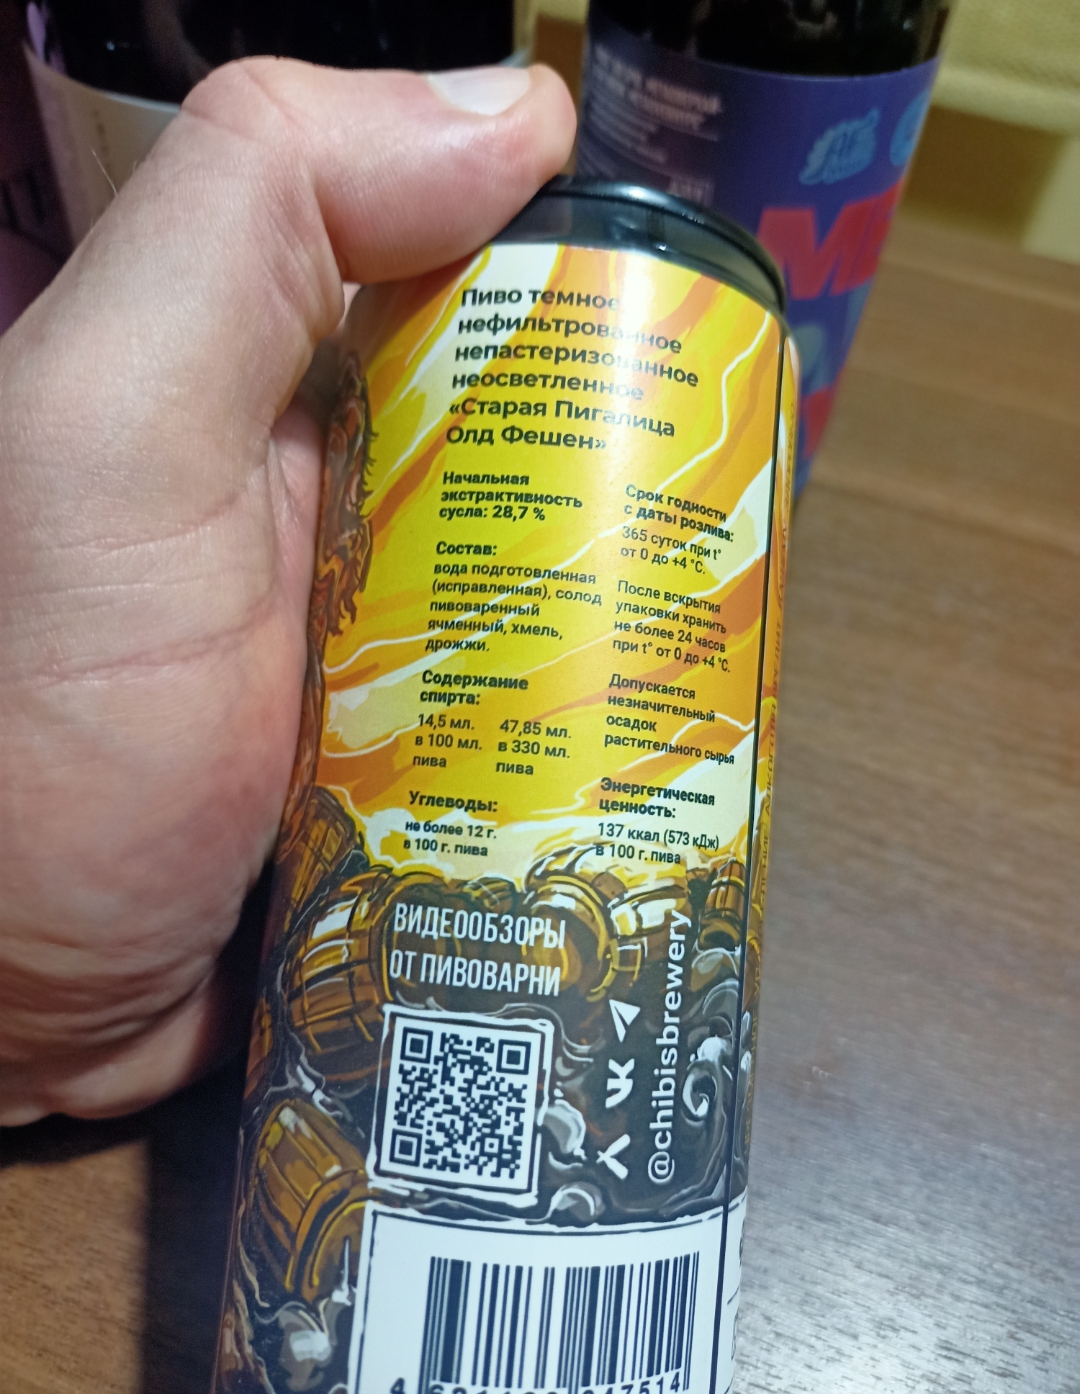 Пиво темное
нефильтрованное
непастеризованное
неосветленное
«Старая Пигалица
Олд Фешен»
Начальная
экстрактивность
сусла: 28,7 %
Состав:
вода подготовленная
(исправленная), солод
пивоваренный
ячменный, хмель,
дрожжи.
Содержание
спирта:
14,5 мл.
в 100 мл.
пива
47,85 мл.
в 330 мл.
пива
Углеводы:
не более 12 г.
в 100 г. пива
Срок годности
с даты розлива:
365 суток при t°
от 0 до +4 °C.
После вскрытия
упаковки хранить
не более 24 часов
при t° от 0 до +4 °C.
Допускается
незначительный
осадок
растительного сырья
Энергетическая
ценность:
137 ккал (573 кДж)
в 100 г. пива
ВИДЕООБЗОРЫ
ОТ ПИВОВАРНИ
@chibisbrewery